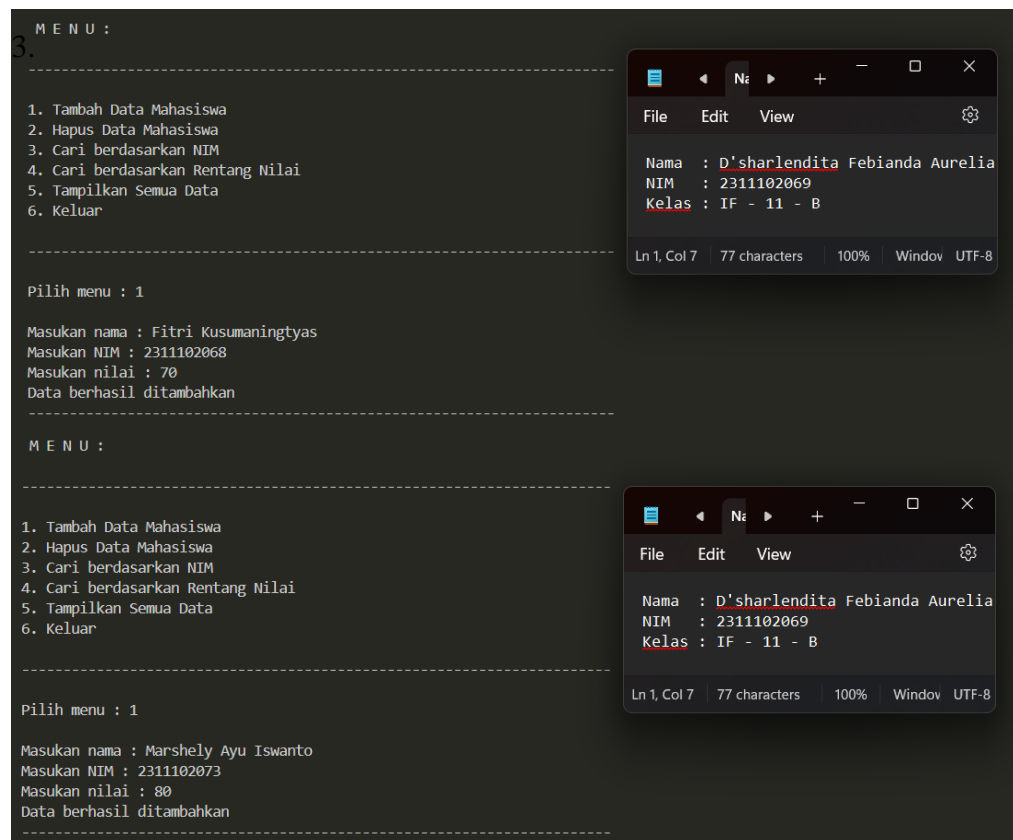 M E N U :
3.
-----------------------------------------------------------------------
1. Tambah Data Mahasiswa
2. Hapus Data Mahasiswa
3. Cari berdasarkan NIM
4. Cari berdasarkan Rentang Nilai
5. Tampilkan Semua Data
6. Keluar
-----------------------------------------------------------------------
Pilih menu : 1
Masukan nama : Fitri Kusumaningtyas
Masukan NIM : 2311102068
Masukan nilai : 70
Data berhasil ditambahkan
-----------------------------------------------------------------------
Na
File Edit View
Nama : D'sharlendita Febianda Aurelia
NIM : 2311102069
Kelas : IF - 11 - B
Ln 1, Col 7 77 characters 100% Window UTF-8
M E N U :
-----------------------------------------------------------------------
1. Tambah Data Mahasiswa
2. Hapus Data Mahasiswa
3. Cari berdasarkan NIM
4. Cari berdasarkan Rentang Nilai
5. Tampilkan Semua Data
6. Keluar
-----------------------------------------------------------------------
Pilih menu : 1
Masukan nama : Marshely Ayu Iswanto
Masukan NIM : 2311102073
Masukan nilai : 80
Data berhasil ditambahkan
-----------------------------------------------------------------------
Na
File Edit View
Nama : D'sharlendita Febianda Aurelia
NIM : 2311102069
Kelas : IF - 11 - B
Ln 1, Col 7 77 characters 100% Window UTF-8